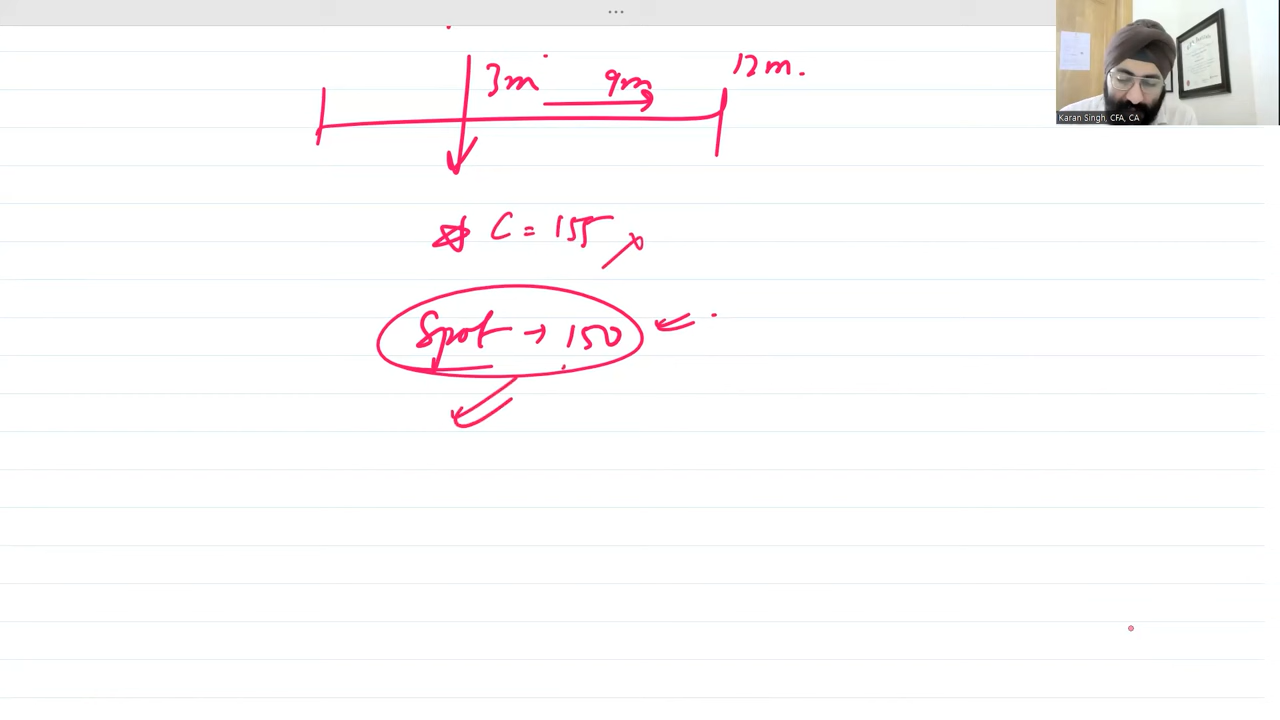 3m 9m 12m.
C = 155
Spot → 150
Karan Singh, CFA, CA